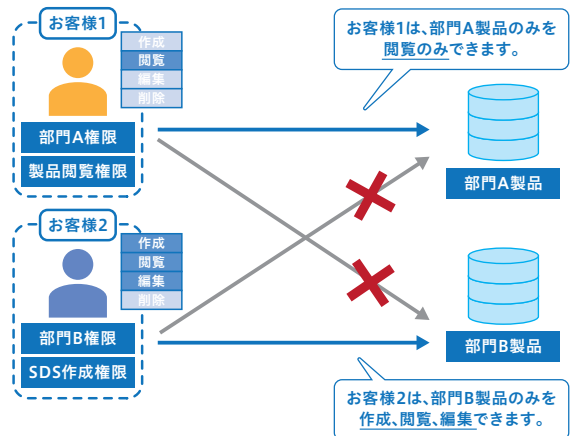 お客様1
作成
閲覧
編集
削除
部門A権限
製品閲覧権限
お客様1は、部門A製品のみを
閲覧のみできます。
部門A製品
お客様2
作成
閲覧
編集
削除
部門B権限
SDS作成権限
部門B製品
お客様2は、部門B製品のみを
作成、閲覧、編集できます。